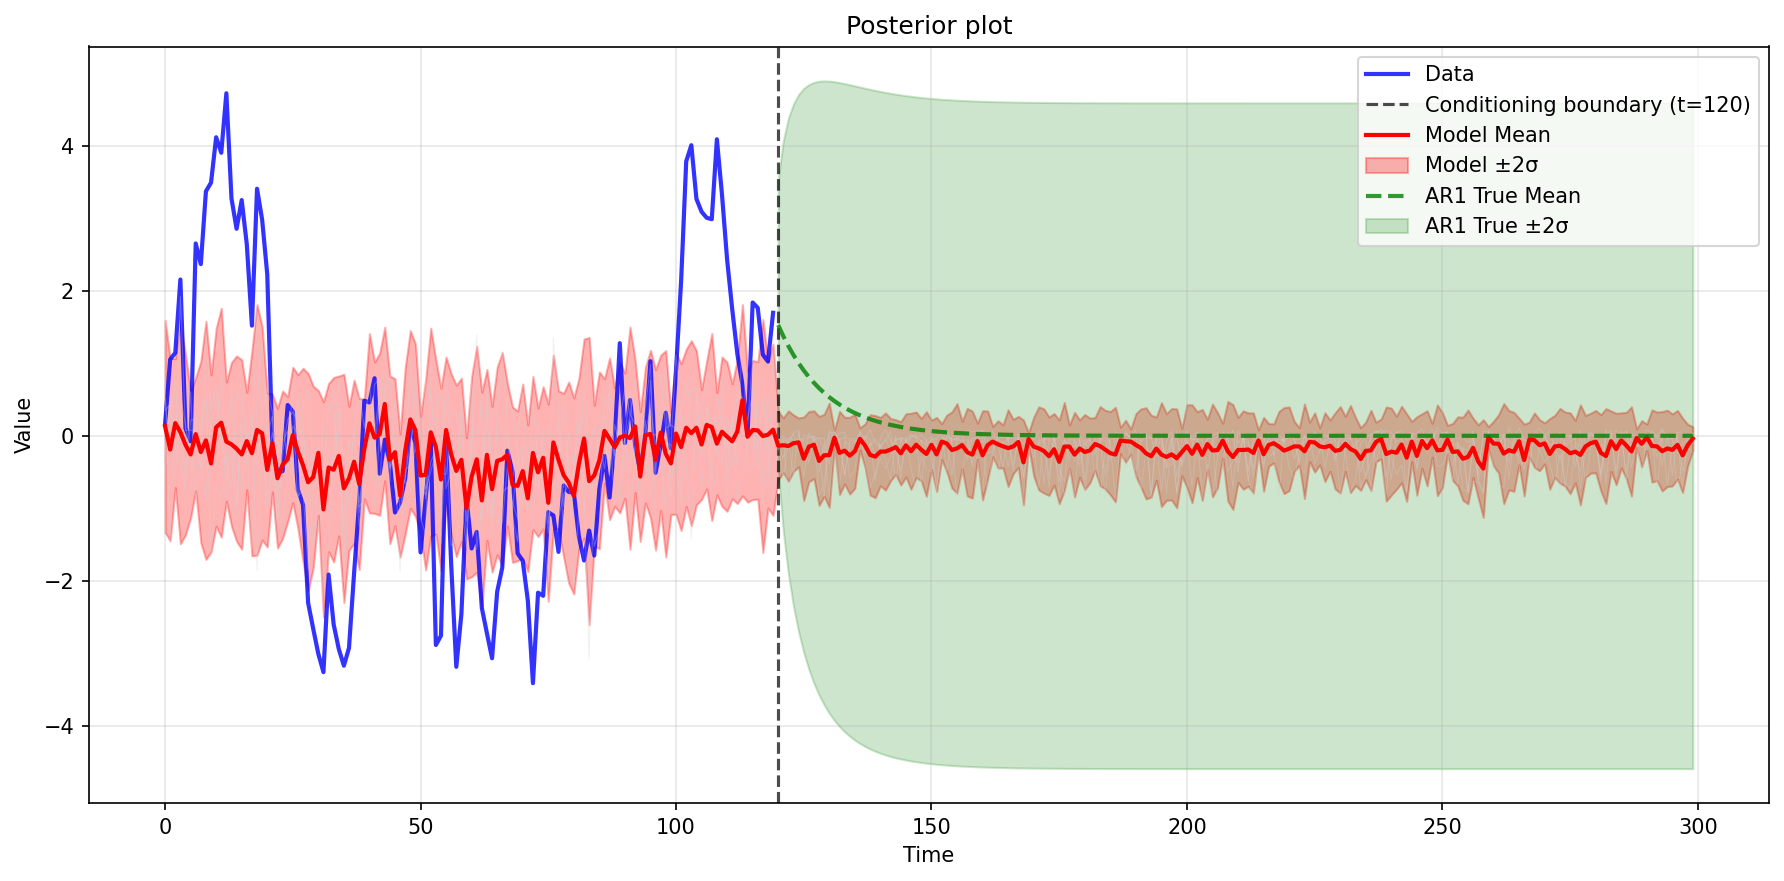 Posterior plot
Data
Conditioning boundary (t=120)
Model Mean
Model ±2σ
AR1 True Mean
AR1 True ±2σ
Value
4
2
0
−2
−4
0
50
100
150
200
250
300
Time